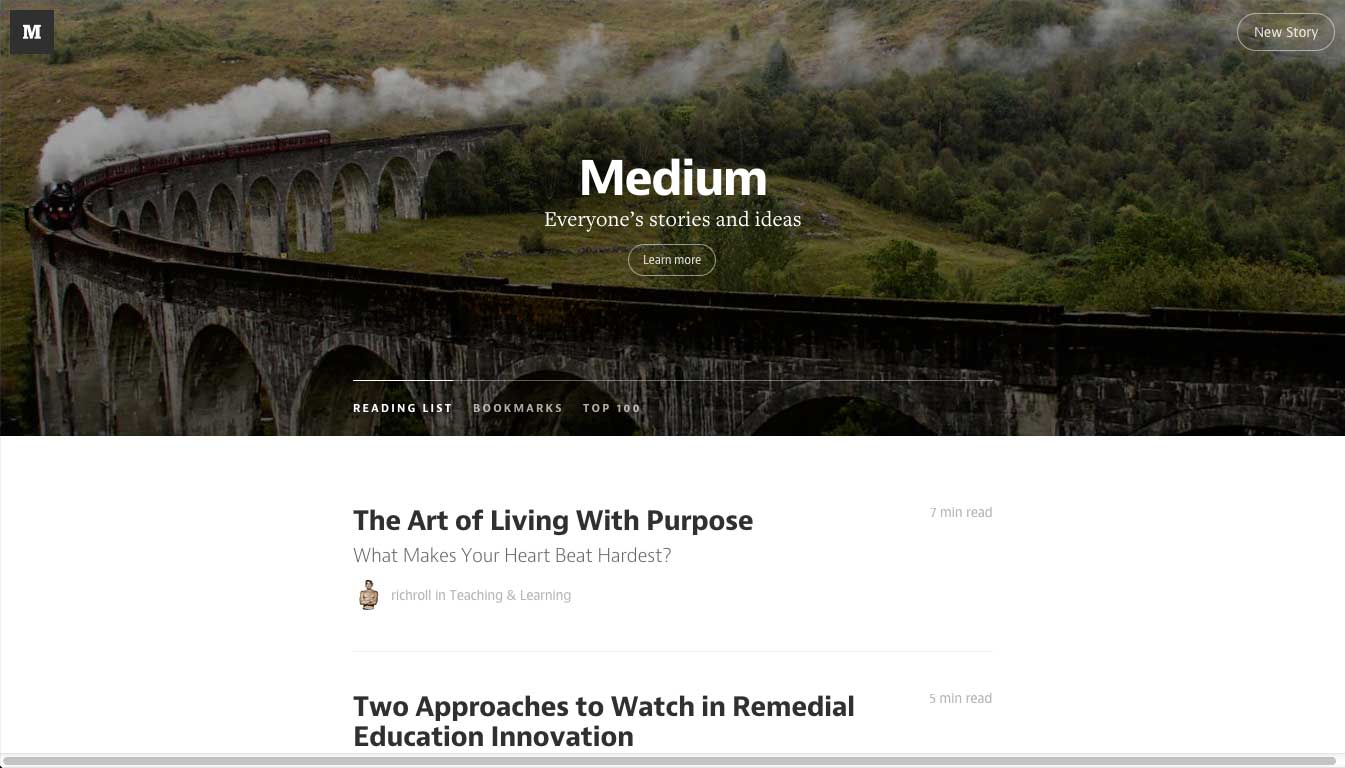 M
New Story
Medium
Everyone’s stories and ideas
Learn more
READING LIST BOOKMARKS TOP 100
The Art of Living With Purpose
7 min read
What Makes Your Heart Beat Hardest?
richroll in Teaching & Learning
Two Approaches to Watch in Remedial
5 min read
Education Innovation